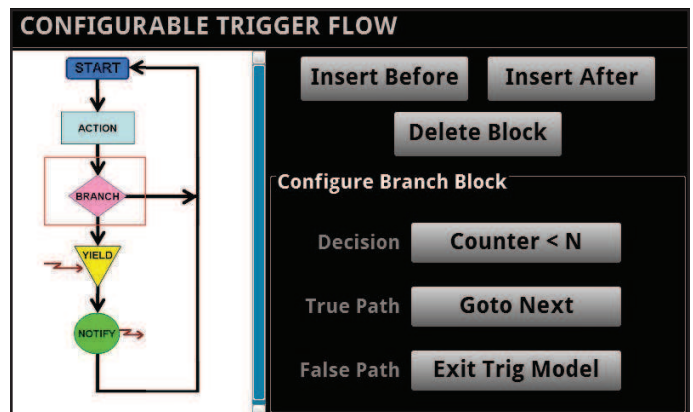 CONFIGURABLE TRIGGER FLOW
START
ACTION
BRANCH
YIELD
NOTIFY
Insert Before
Insert After
Delete Block
Configure Branch Block
Decision
Counter < N
True Path
Goto Next
False Path
Exit Trig Model